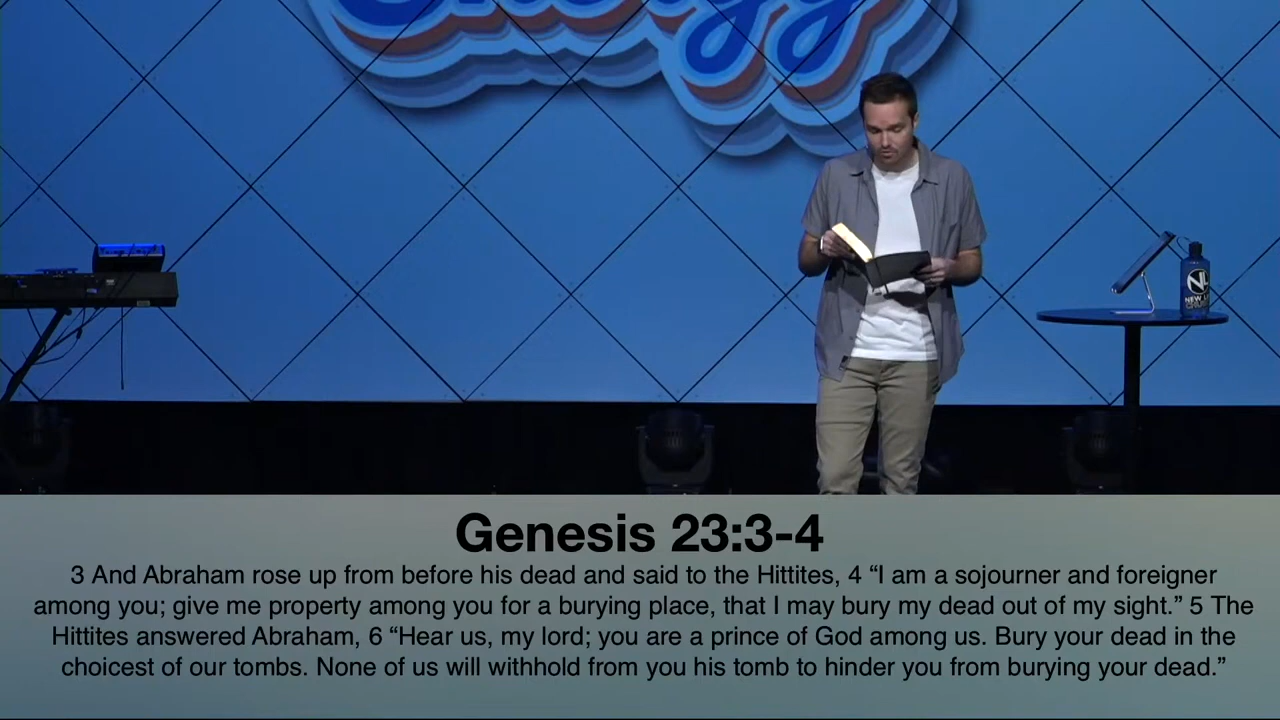 NEW
Genesis 23:3-4
3 And Abraham rose up from before his dead and said to the Hittites, 4 “I am a sojourner and foreigner
among you; give me property among you for a burying place, that I may bury my dead out of my sight.” 5 The
Hittites answered Abraham, 6 “Hear us, my lord; you are a prince of God among us. Bury your dead in the
choicest of our tombs. None of us will withhold from you his tomb to hinder you from burying your dead.”